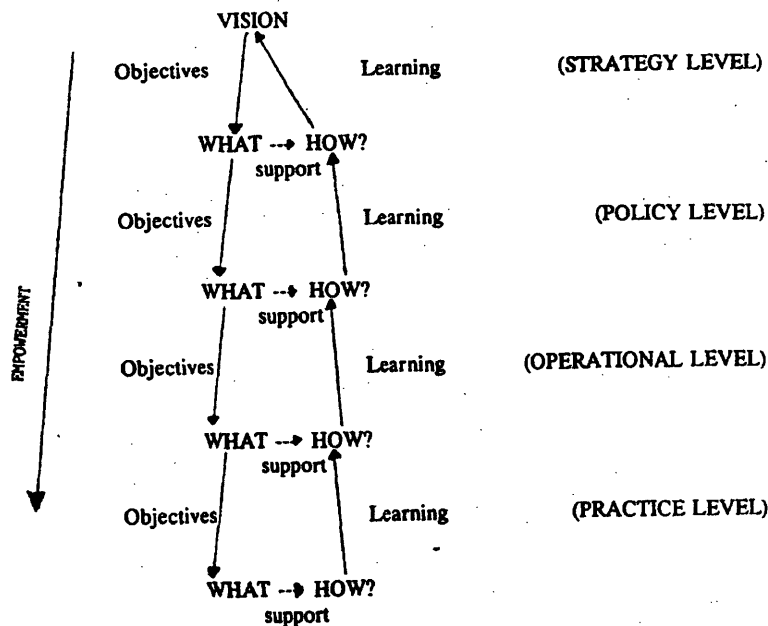 VISION
Objectives Learning (STRATEGY LEVEL)
WHAT --→ HOW?
support
Objectives Learning (POLICY LEVEL)
WHAT --→ HOW?
support
EMPOWERMENT
Objectives Learning (OPERATIONAL LEVEL)
WHAT --→ HOW?
support
Objectives Learning (PRACTICE LEVEL)
WHAT --→ HOW?
support